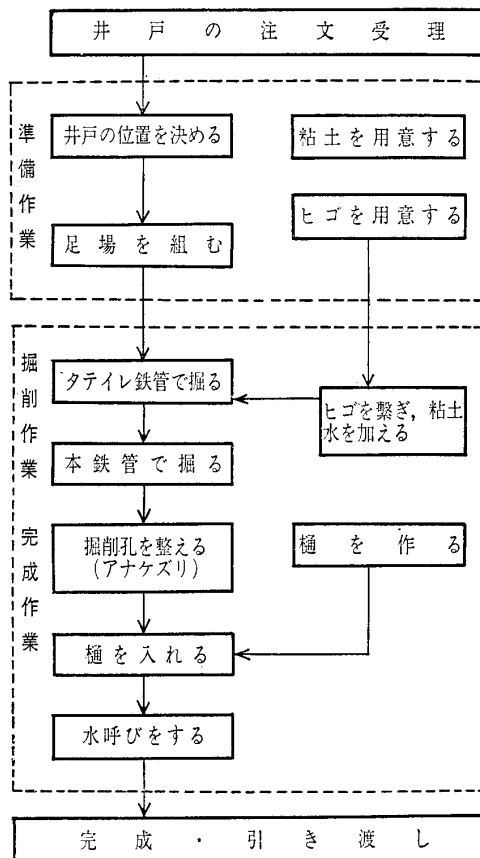 井戸の注文受理
準備作業
井戸の位置を決める
粘土を用意する
ヒゴを用意する
足場を組む
掘削作業
タテイレ鉄管で掘る
ヒゴを繋ぎ，粘土
水を加える
本鉄管で掘る
完成作業
掘削孔を整える
(アナケズリ)
樋を作る
樋を入れる
水呼びをする
完成・引き渡し